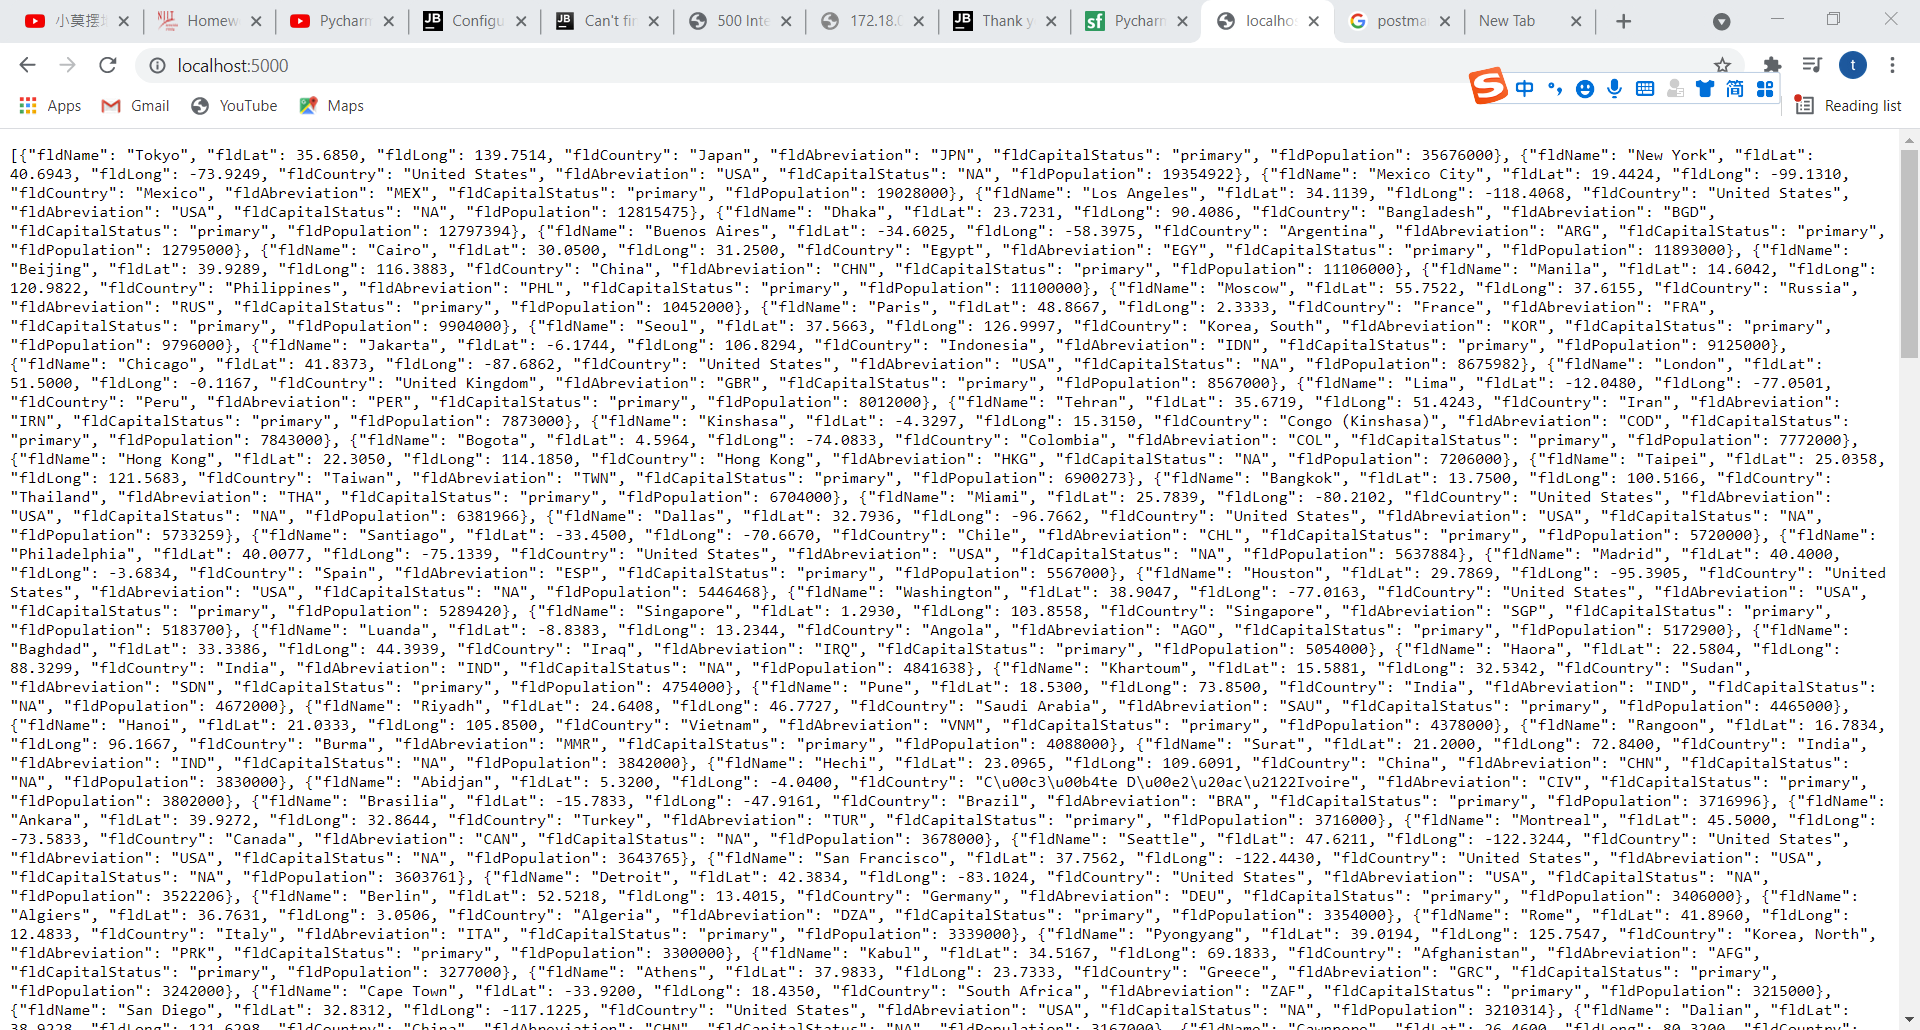 小莫摆 Homew Pycharm Configu Can't fin 500 Inte 172.18.0 Thank y Pycharm localho postma New Tab
localhost:5000
t
中 简
Apps Gmail YouTube Maps Reading list
[{"fldName": "Tokyo", "fldLat": 35.6850, "fldLong": 139.7514, "fldCountry": "Japan", "fldAbreviation": "JPN", "fldCapitalStatus": "primary", "fldPopulation": 35676000}, {"fldName": "New York", "fldLat":
40.6943, "fldLong": -73.9249, "fldCountry": "United States", "fldAbreviation": "USA", "fldCapitalStatus": "NA", "fldPopulation": 19354922}, {"fldName": "Mexico City", "fldLat": 19.4424, "fldLong": -99.1310,
"fldCountry": "Mexico", "fldAbreviation": "MEX", "fldCapitalStatus": "primary", "fldPopulation": 19028000}, {"fldName": "Los Angeles", "fldLat": 34.1139, "fldLong": -118.4068, "fldCountry": "United States",
"fldAbreviation": "USA", "fldCapitalStatus": "NA", "fldPopulation": 12815475}, {"fldName": "Dhaka", "fldLat": 23.7231, "fldLong": 90.4086, "fldCountry": "Bangladesh", "fldAbreviation": "BGD",
"fldCapitalStatus": "primary", "fldPopulation": 12797394}, {"fldName": "Buenos Aires", "fldLat": -34.6025, "fldLong": -58.3975, "fldCountry": "Argentina", "fldAbreviation": "ARG", "fldCapitalStatus": "primary",
"fldPopulation": 12795000}, {"fldName": "Cairo", "fldLat": 30.0500, "fldLong": 31.2500, "fldCountry": "Egypt", "fldAbreviation": "EGY", "fldCapitalStatus": "primary", "fldPopulation": 11893000}, {"fldName":
"Beijing", "fldLat": 39.9289, "fldLong": 116.3883, "fldCountry": "China", "fldAbreviation": "CHN", "fldCapitalStatus": "primary", "fldPopulation": 11106000}, {"fldName": "Manila", "fldLat": 14.6042, "fldLong":
120.9822, "fldCountry": "Philippines", "fldAbreviation": "PHL", "fldCapitalStatus": "primary", "fldPopulation": 11100000}, {"fldName": "Moscow", "fldLat": 55.7522, "fldLong": 37.6155, "fldCountry": "Russia",
"fldAbreviation": "RUS", "fldCapitalStatus": "primary", "fldPopulation": 10452000}, {"fldName": "Paris", "fldLat": 48.8667, "fldLong": 2.3333, "fldCountry": "France", "fldAbreviation": "FRA",
"fldCapitalStatus": "primary", "fldPopulation": 9904000}, {"fldName": "Seoul", "fldLat": 37.5663, "fldLong": 126.9997, "fldCountry": "Korea, South", "fldAbreviation": "KOR", "fldCapitalStatus": "primary",
"fldPopulation": 9796000}, {"fldName": "Jakarta", "fldLat": -6.1744, "fldLong": 106.8294, "fldCountry": "Indonesia", "fldAbreviation": "IDN", "fldCapitalStatus": "primary", "fldPopulation": 9125000},
{"fldName": "Chicago", "fldLat": 41.8373, "fldLong": -87.6862, "fldCountry": "United States", "fldAbreviation": "USA", "fldCapitalStatus": "NA", "fldPopulation": 8675982}, {"fldName": "London", "fldLat":
51.5000, "fldLong": -0.1167, "fldCountry": "United Kingdom", "fldAbreviation": "GBR", "fldCapitalStatus": "primary", "fldPopulation": 8567000}, {"fldName": "Lima", "fldLat": -12.0480, "fldLong": -77.0501,
"fldCountry": "Peru", "fldAbreviation": "PER", "fldCapitalStatus": "primary", "fldPopulation": 8012000}, {"fldName": "Tehran", "fldLat": 35.6719, "fldLong": 51.4243, "fldCountry": "Iran", "fldAbreviation":
"IRN", "fldCapitalStatus": "primary", "fldPopulation": 7873000}, {"fldName": "Kinshasa", "fldLat": -4.3297, "fldLong": 15.3150, "fldCountry": "Congo (Kinshasa)", "fldAbreviation": "COD", "fldCapitalStatus":
"primary", "fldPopulation": 7843000}, {"fldName": "Bogota", "fldLat": 4.5964, "fldLong": -74.0833, "fldCountry": "Colombia", "fldAbreviation": "COL", "fldCapitalStatus": "primary", "fldPopulation": 7772000},
{"fldName": "Hong Kong", "fldLat": 22.3050, "fldLong": 114.1850, "fldCountry": "Hong Kong", "fldAbreviation": "HKG", "fldCapitalStatus": "NA", "fldPopulation": 7206000}, {"fldName": "Taipei", "fldLat": 25.0358,
"fldLong": 121.5683, "fldCountry": "Taiwan", "fldAbreviation": "TWN", "fldCapitalStatus": "primary", "fldPopulation": 6900273}, {"fldName": "Bangkok", "fldLat": 13.7500, "fldLong": 100.5166, "fldCountry":
"Thailand", "fldAbreviation": "THA", "fldCapitalStatus": "primary", "fldPopulation": 6704000}, {"fldName": "Miami", "fldLat": 25.7839, "fldLong": -80.2102, "fldCountry": "United States", "fldAbreviation":
"USA", "fldCapitalStatus": "NA", "fldPopulation": 6381966}, {"fldName": "Dallas", "fldLat": 32.7936, "fldLong": -96.7662, "fldCountry": "United States", "fldAbreviation": "USA", "fldCapitalStatus": "NA",
"fldPopulation": 5733259}, {"fldName": "Santiago", "fldLat": -33.4500, "fldLong": -70.6670, "fldCountry": "Chile", "fldAbreviation": "CHL", "fldCapitalStatus": "primary", "fldPopulation": 5720000}, {"fldName":
"Philadelphia", "fldLat": 40.0077, "fldLong": -75.1339, "fldCountry": "United States", "fldAbreviation": "USA", "fldCapitalStatus": "NA", "fldPopulation": 5637884}, {"fldName": "Madrid", "fldLat": 40.4000,
"fldLong": -3.6834, "fldCountry": "Spain", "fldAbreviation": "ESP", "fldCapitalStatus": "primary", "fldPopulation": 5567000}, {"fldName": "Houston", "fldLat": 29.7869, "fldLong": -95.3905, "fldCountry": "United
States", "fldAbreviation": "USA", "fldCapitalStatus": "NA", "fldPopulation": 5446468}, {"fldName": "Washington", "fldLat": 38.9047, "fldLong": -77.0163, "fldCountry": "United States", "fldAbreviation": "USA",
"fldCapitalStatus": "primary", "fldPopulation": 5289420}, {"fldName": "Singapore", "fldLat": 1.2930, "fldLong": 103.8558, "fldCountry": "Singapore", "fldAbreviation": "SGP", "fldCapitalStatus": "primary",
"fldPopulation": 5183700}, {"fldName": "Luanda", "fldLat": -8.8383, "fldLong": 13.2344, "fldCountry": "Angola", "fldAbreviation": "AGO", "fldCapitalStatus": "primary", "fldPopulation": 5172900}, {"fldName":
"Baghdad", "fldLat": 33.3386, "fldLong": 44.3939, "fldCountry": "Iraq", "fldAbreviation": "IRQ", "fldCapitalStatus": "primary", "fldPopulation": 5054000}, {"fldName": "Haora", "fldLat": 22.5804, "fldLong":
88.3299, "fldCountry": "India", "fldAbreviation": "IND", "fldCapitalStatus": "NA", "fldPopulation": 4841638}, {"fldName": "Khartoum", "fldLat": 15.5881, "fldLong": 32.5342, "fldCountry": "Sudan",
"fldAbreviation": "SDN", "fldCapitalStatus": "primary", "fldPopulation": 4754000}, {"fldName": "Pune", "fldLat": 18.5300, "fldLong": 73.8500, "fldCountry": "India", "fldAbreviation": "IND", "fldCapitalStatus":
"NA", "fldPopulation": 4672000}, {"fldName": "Riyadh", "fldLat": 24.6408, "fldLong": 46.7727, "fldCountry": "Saudi Arabia", "fldAbreviation": "SAU", "fldCapitalStatus": "primary", "fldPopulation": 4465000},
{"fldName": "Hanoi", "fldLat": 21.0333, "fldLong": 105.8500, "fldCountry": "Vietnam", "fldAbreviation": "VNM", "fldCapitalStatus": "primary", "fldPopulation": 4378000}, {"fldName": "Rangoon", "fldLat": 16.7834,
"fldLong": 96.1667, "fldCountry": "Burma", "fldAbreviation": "MMR", "fldCapitalStatus": "primary", "fldPopulation": 4088000}, {"fldName": "Surat", "fldLat": 21.2000, "fldLong": 72.8400, "fldCountry": "India",
"fldAbreviation": "IND", "fldCapitalStatus": "NA", "fldPopulation": 3842000}, {"fldName": "Hechi", "fldLat": 23.0965, "fldLong": 109.6091, "fldCountry": "China", "fldAbreviation": "CHN", "fldCapitalStatus":
"NA", "fldPopulation": 3830000}, {"fldName": "Abidjan", "fldLat": 5.3200, "fldLong": -4.0400, "fldCountry": "C\u00c3\u00b4te D\u00e2\u20ac\u2122Ivoire", "fldAbreviation": "CIV", "fldCapitalStatus": "primary",
"fldPopulation": 3802000}, {"fldName": "Brasilia", "fldLat": -15.7833, "fldLong": -47.9161, "fldCountry": "Brazil", "fldAbreviation": "BRA", "fldCapitalStatus": "primary", "fldPopulation": 3716996}, {"fldName":
"Ankara", "fldLat": 39.9272, "fldLong": 32.8644, "fldCountry": "Turkey", "fldAbreviation": "TUR", "fldCapitalStatus": "primary", "fldPopulation": 3716000}, {"fldName": "Montreal", "fldLat": 45.5000, "fldLong":
-73.5833, "fldCountry": "Canada", "fldAbreviation": "CAN", "fldCapitalStatus": "NA", "fldPopulation": 3678000}, {"fldName": "Seattle", "fldLat": 47.6211, "fldLong": -122.3244, "fldCountry": "United States",
"fldAbreviation": "USA", "fldCapitalStatus": "NA", "fldPopulation": 3643765}, {"fldName": "San Francisco", "fldLat": 37.7562, "fldLong": -122.4430, "fldCountry": "United States", "fldAbreviation": "USA",
"fldCapitalStatus": "NA", "fldPopulation": 3603761}, {"fldName": "Detroit", "fldLat": 42.3834, "fldLong": -83.1024, "fldCountry": "United States", "fldAbreviation": "USA", "fldCapitalStatus": "NA",
"fldPopulation": 3522206}, {"fldName": "Berlin", "fldLat": 52.5218, "fldLong": 13.4015, "fldCountry": "Germany", "fldAbreviation": "DEU", "fldCapitalStatus": "primary", "fldPopulation": 3406000}, {"fldName":
"Algiers", "fldLat": 36.7631, "fldLong": 3.0506, "fldCountry": "Algeria", "fldAbreviation": "DZA", "fldCapitalStatus": "primary", "fldPopulation": 3354000}, {"fldName": "Rome", "fldLat": 41.8960, "fldLong":
12.4833, "fldCountry": "Italy", "fldAbreviation": "ITA", "fldCapitalStatus": "primary", "fldPopulation": 3339000}, {"fldName": "Pyongyang", "fldLat": 39.0194, "fldLong": 125.7547, "fldCountry": "Korea, North",
"fldAbreviation": "PRK", "fldCapitalStatus": "primary", "fldPopulation": 3300000}, {"fldName": "Kabul", "fldLat": 34.5167, "fldLong": 69.1833, "fldCountry": "Afghanistan", "fldAbreviation": "AFG",
"fldCapitalStatus": "primary", "fldPopulation": 3277000}, {"fldName": "Athens", "fldLat": 37.9833, "fldLong": 23.7333, "fldCountry": "Greece", "fldAbreviation": "GRC", "fldCapitalStatus": "primary",
"fldPopulation": 3242000}, {"fldName": "Cape Town", "fldLat": -33.9200, "fldLong": 18.4350, "fldCountry": "South Africa", "fldAbreviation": "ZAF", "fldCapitalStatus": "primary", "fldPopulation": 3215000},
{"fldName": "San Diego", "fldLat": 32.8312, "fldLong": -117.1225, "fldCountry": "United States", "fldAbreviation": "USA", "fldCapitalStatus": "NA", "fldPopulation": 3210314}, {"fldName": "Dalian", "fldLat":
38.9228, "fldLong": 121.6298, "fldCountry": "China", "fldAbreviation": "CHN", "fldCapitalStatus": "NA", "fldPopulation": 3167000}, {"fldName": "Cawnpore", "fldLat": 26.4600, "fldLong": 80.3200, "fldCountry":